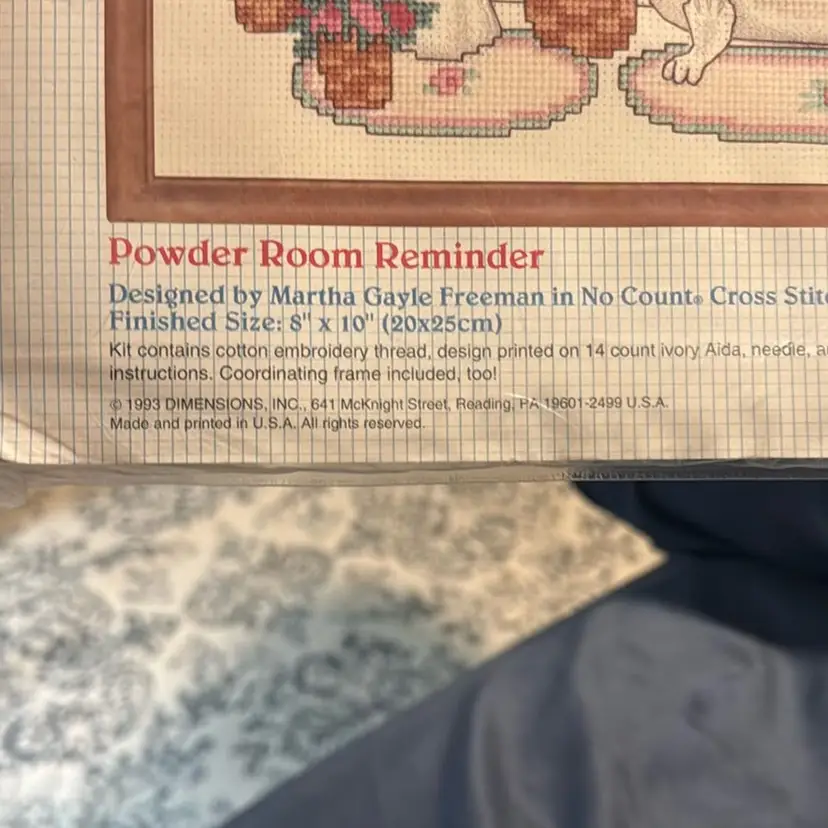 Powder Room Reminder
Designed by Martha Gayle Freeman in No Count® Cross
Finished Size: 8" x 10" (20x25cm)
Kit contains cotton embroidery thread, design printed on 14 count ivory Aida, needle,
instructions. Coordinating frame included, too!
© 1993 DIMENSIONS, INC., 641 McKnight Street, Reading, PA 19601-2499 U.S.A.
Made and printed in U.S.A. All rights reserved.